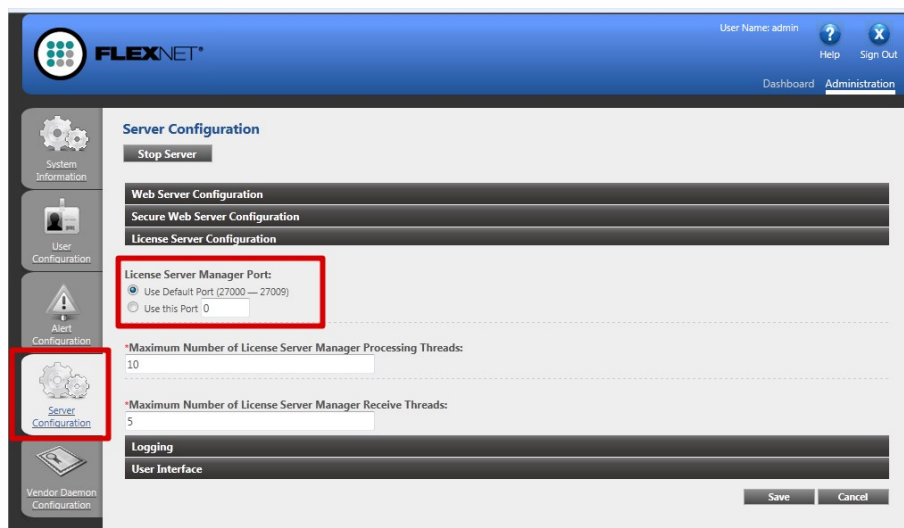 User Name: admin
FLEXNET®
? X
Help Sign Out
Dashboard Administration
System
Information
User
Configuration
Alert
Configuration
Server
Configuration
Vendor Daemon
Configuration
Server Configuration
Stop Server
Web Server Configuration
Secure Web Server Configuration
License Server Configuration
License Server Manager Port:
Use Default Port (27000 — 27009)
Use this Port 0
*Maximum Number of License Server Manager Processing Threads:
10
*Maximum Number of License Server Manager Receive Threads:
5
Logging
User Interface
Save Cancel